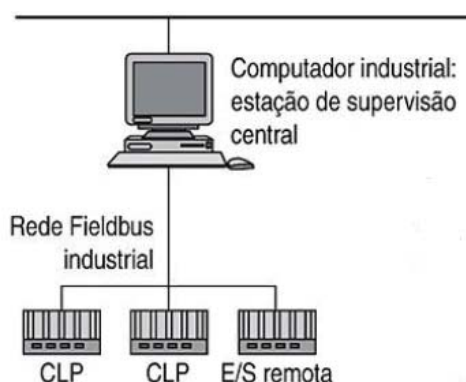 Computador industrial:
estação de supervisão
central
Rede Fieldbus
industrial
CLP
CLP
E/S remota